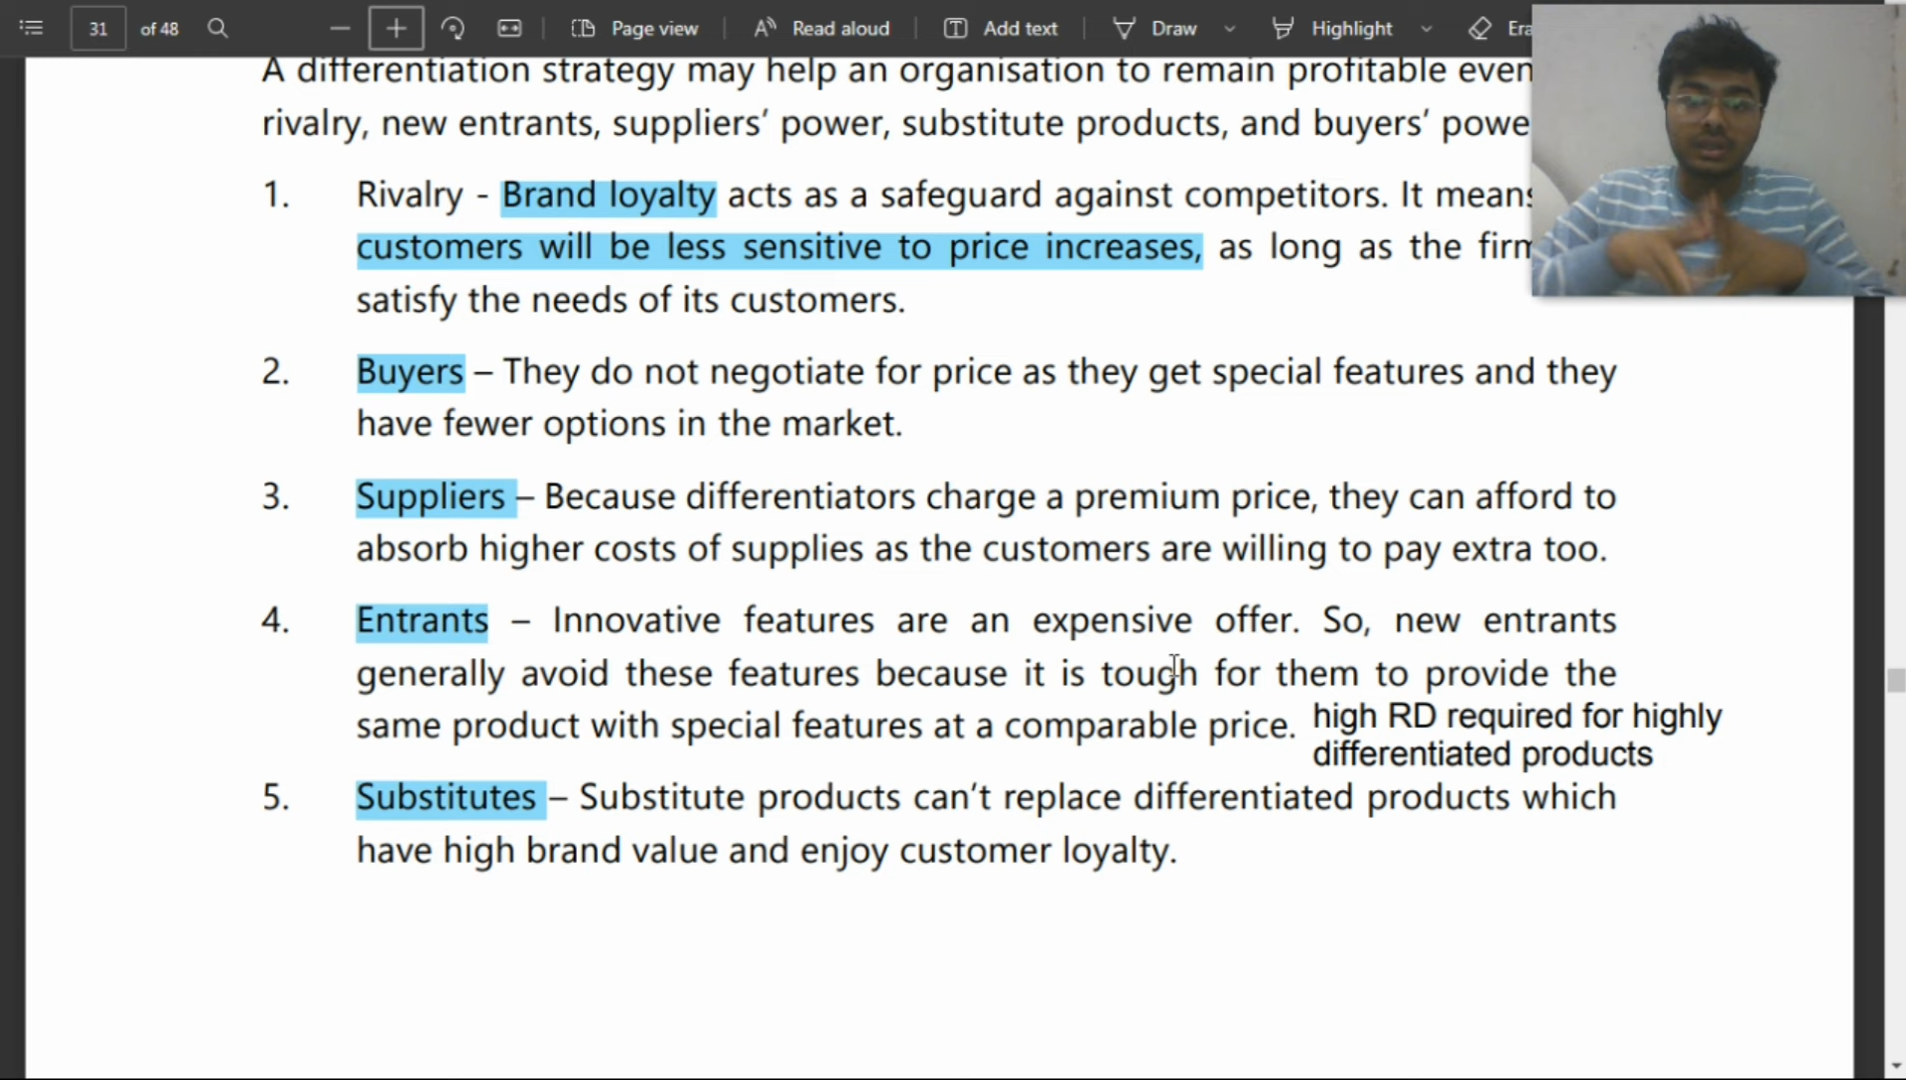 31 of 48 Page view Read aloud Add text Draw Highlight
A differentiation strategy may help an organisation to remain profitable even
rivalry, new entrants, suppliers’ power, substitute products, and buyers’
1. Rivalry - Brand loyalty acts as a safeguard against competitors. It
customers will be less sensitive to price increases, as long as the
satisfy the needs of its customers.
2. Buyers – They do not negotiate for price as they get special features and they
have fewer options in the market.
3. Suppliers – Because differentiators charge a premium price, they can afford to
absorb higher costs of supplies as the customers are willing to pay extra too.
4. Entrants – Innovative features are an expensive offer. So, new entrants
generally avoid these features because it is tough for them to provide the
same product with special features at a comparable price.
high RD required for highly
differentiated products
5. Substitutes – Substitute products can’t replace differentiated products which
have high brand value and enjoy customer loyalty.